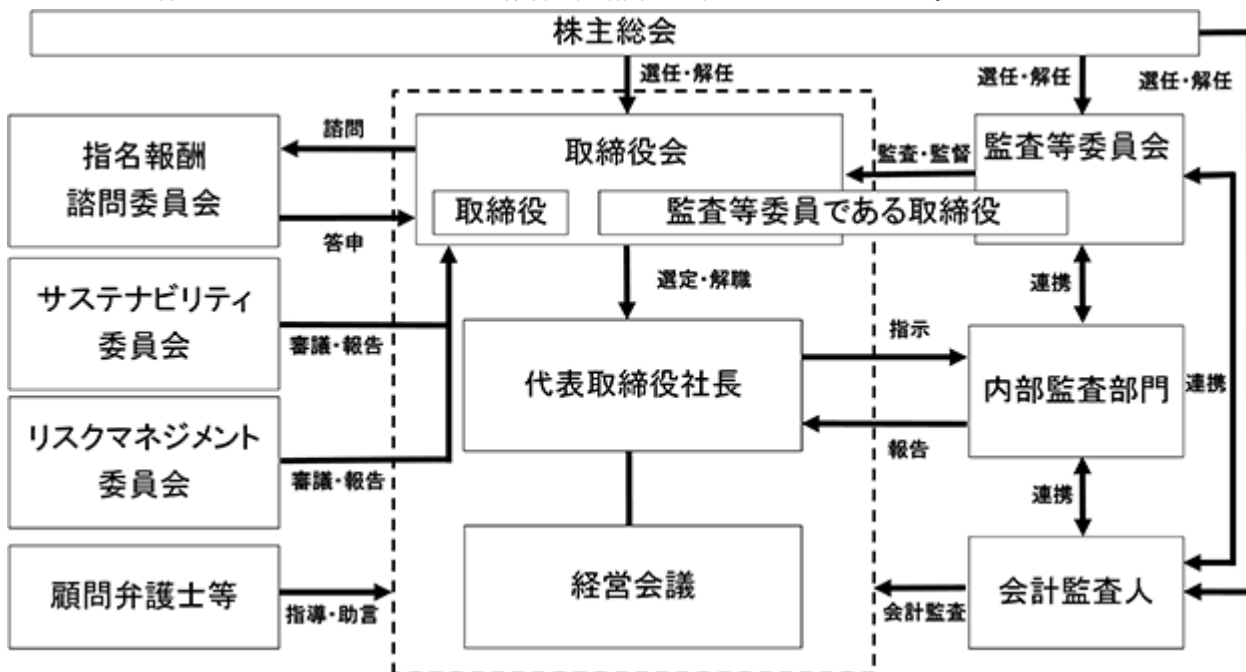 株主総会
選任・解任
選任・解任
選任・解任
指名報酬
諮問委員会
諮問
答申
取締役会
取締役
監査等委員である取締役
監査・監督
監査等委員会
サステナビリティ
委員会
審議・報告
選定・解職
連携
代表取締役社長
指示
報告
内部監査部門
連携
リスクマネジメント
委員会
審議・報告
連携
経営会議
顧問弁護士等
指導・助言
会計監査
会計監査人